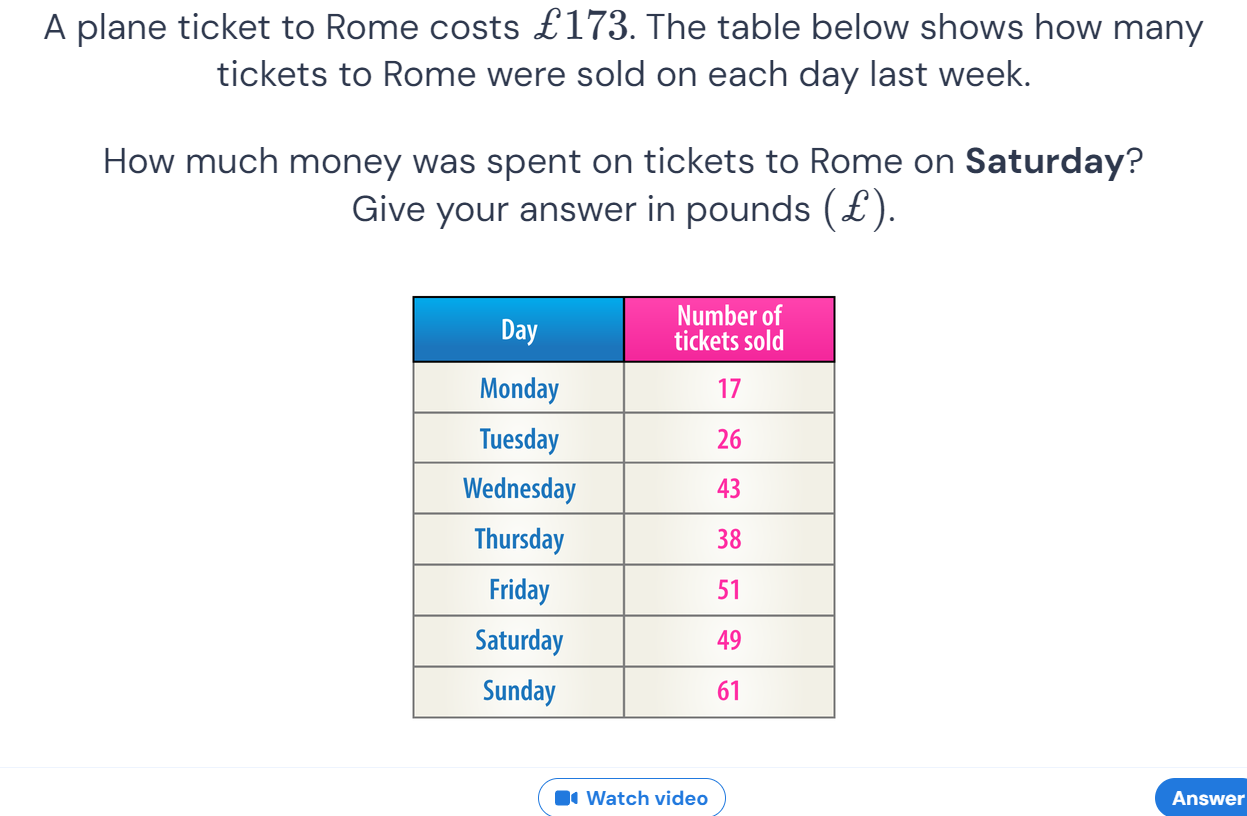 A plane ticket to Rome costs £173. The table below shows how many
tickets to Rome were sold on each day last week.
How much money was spent on tickets to Rome on Saturday?
Give your answer in pounds (£).
Day Number of tickets sold
Monday 17
Tuesday 26
Wednesday 43
Thursday 38
Friday 51
Saturday 49
Sunday 61
Watch video
Answer